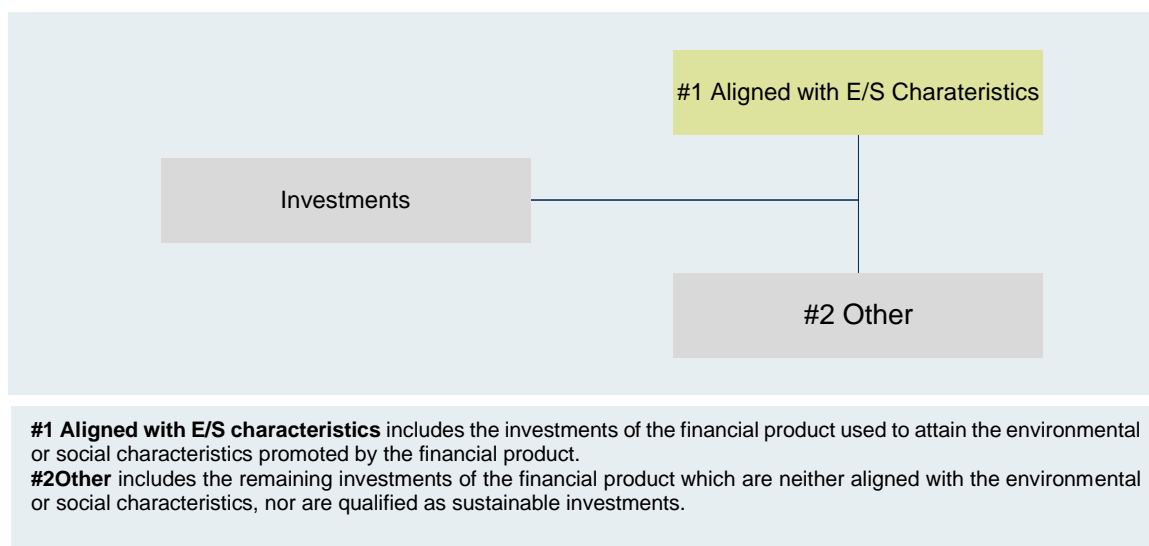 #1 Aligned with E/S Charateristics
Investments
#2 Other
#1 Aligned with E/S characteristics includes the investments of the financial product used to attain the environmental
or social characteristics promoted by the financial product.
#2Other includes the remaining investments of the financial product which are neither aligned with the environmental
or social characteristics, nor are qualified as sustainable investments.